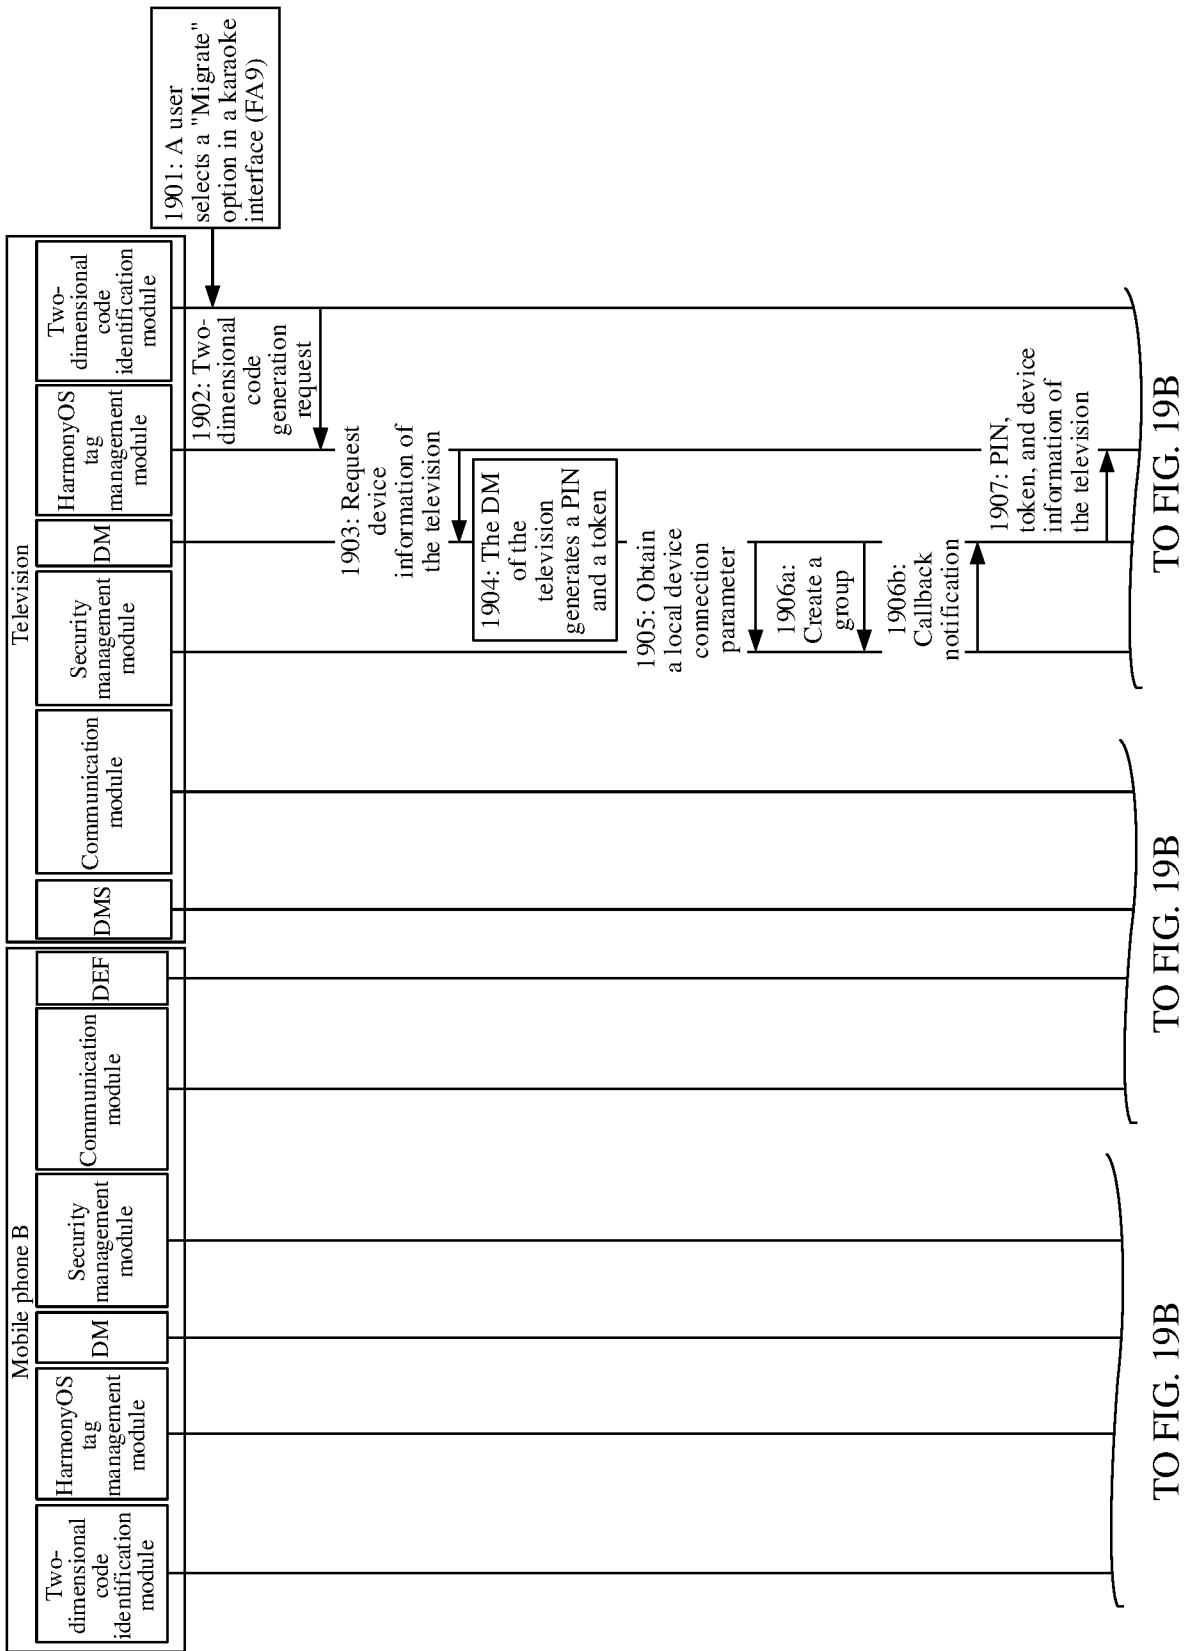 Mobile phone B
Television
Two-
dimensional
code
identification
module
HarmonyOS
tag
management
module
DM
Security
management
module
Communication
module
DEF
DMS
Communication
module
Security
management
module
DM
HarmonyOS
tag
management
module
Two-
dimensional
code
identification
module
1901: A user
selects a "Migrate"
option in a karaoke
interface (FA9)
1902: Two-
dimensional
code
generation
request
1903: Request
device
information of
the television
1904: The DM
of the
television
generates a PIN
and a token
1905: Obtain
a local device
connection
parameter
1906a:
Create a
group
1906b:
Callback
notification
1907: PIN,
token, and device
information of
the television
TO FIG. 19B
TO FIG. 19B
TO FIG. 19B